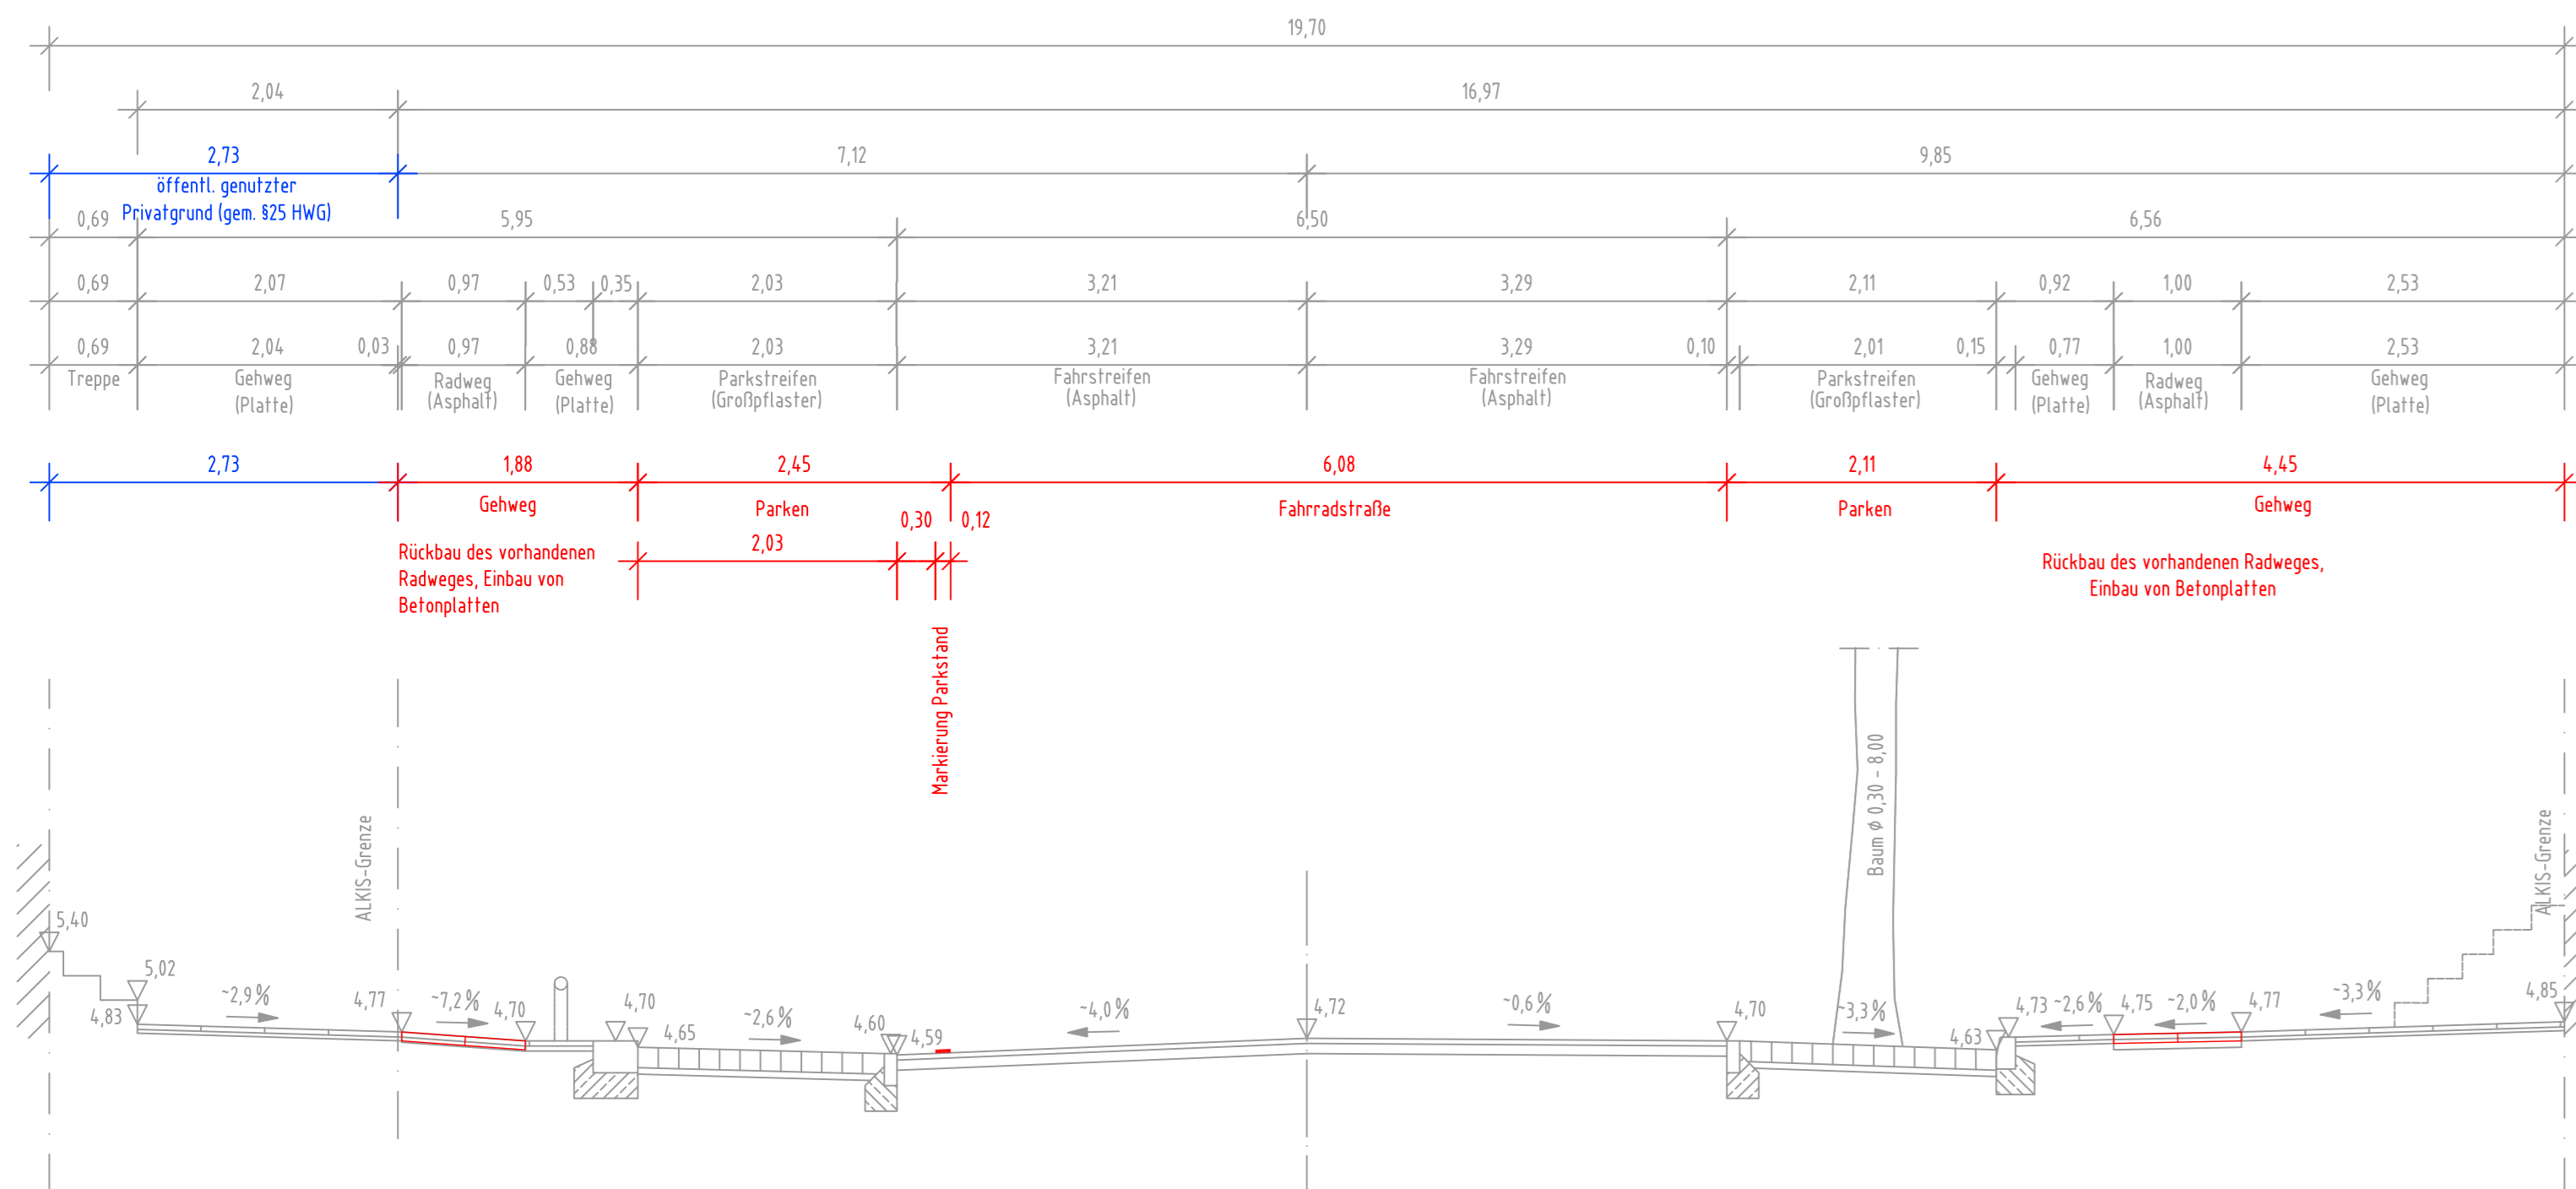 19,70
2,04
16,97
2,73
7,12
9,85
öffentl. genutzter
Privatgrund (gem. §25 HWG)
0,69
5,95
6,50
6,56
0,69
2,07
0,97
0,53
0,35
2,03
3,21
3,29
2,11
0,92
1,00
2,53
0,69
2,04
0,03
0,97
0,88
2,03
3,21
3,29
0,10
2,01
0,15
0,77
1,00
2,53
Treppe
Gehweg
(Platte)
Radweg
(Asphalt)
Gehweg
(Platte)
Parkstreifen
(Großpflaster)
Fahrstreifen
(Asphalt)
Fahrstreifen
(Asphalt)
Parkstreifen
(Großpflaster)
Gehweg
(Platte)
Radweg
(Asphalt)
Gehweg
(Platte)
2,73
1,88
2,45
6,08
2,11
4,45
Gehweg
Parken
Fahrradstraße
Parken
Gehweg
0,30
0,12
2,03
Rückbau des vorhandenen
Radweges, Einbau von
Betonplatten
Rückbau des vorhandenen Radweges,
Einbau von Betonplatten
Markierung Parkstand
Baum ϕ 0,30 - 8,00
ALKIS-Grenze
ALKIS-Grenze
5,40
5,02
4,83
~2,9%
4,77
~7,2%
4,70
4,70
4,65
~2,6%
4,60
4,59
~4,0%
4,72
~0,6%
4,70
~3,3%
4,63
4,73
~2,6%
4,75
~2,0%
4,77
~3,3%
4,85